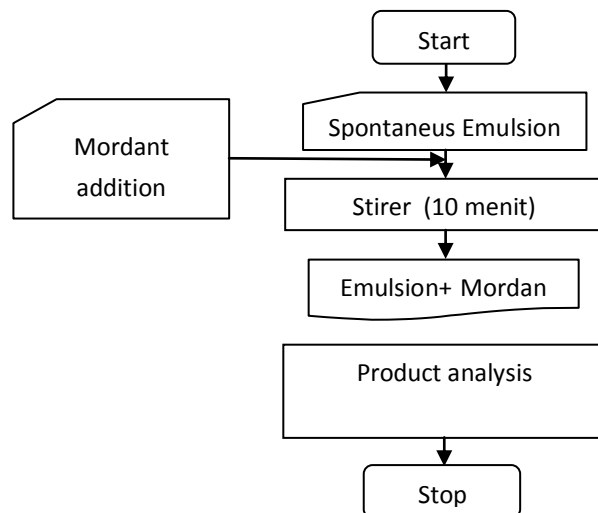 Start
Spontaneus Emulsion
Mordant
addition
Stirer (10 menit)
Emulsion+ Mordan
Product analysis
Stop